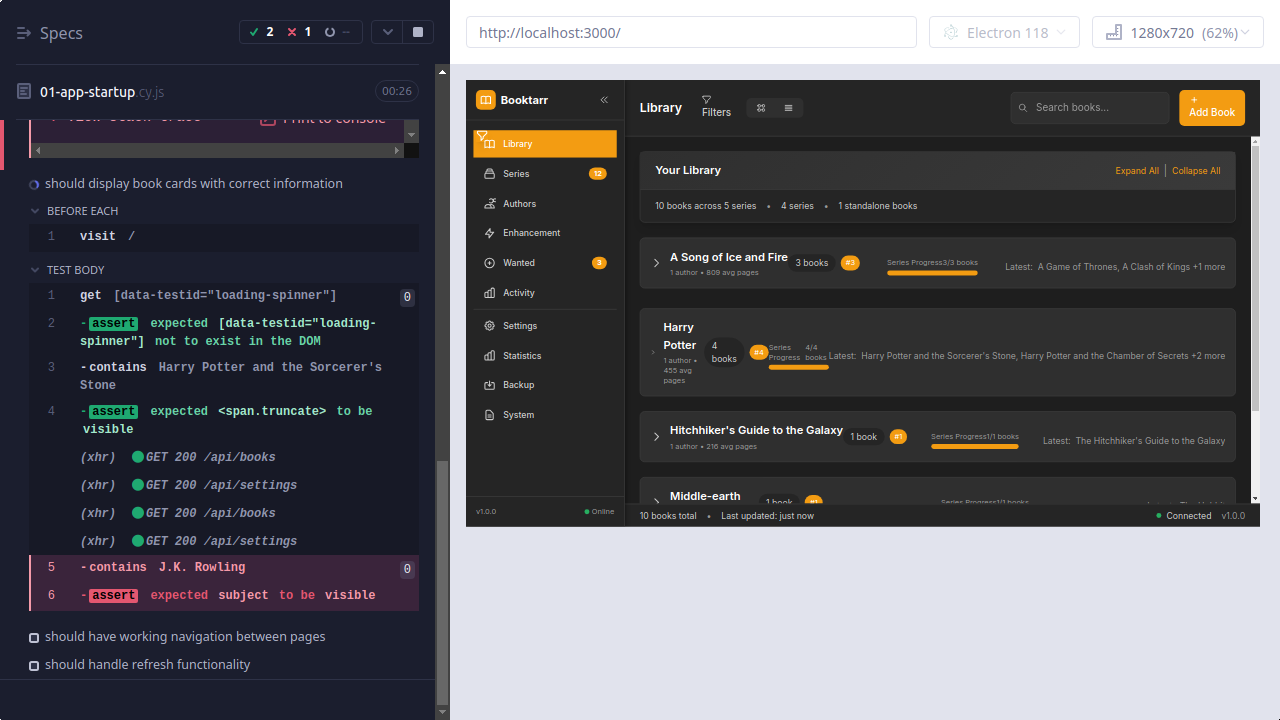 Specs
2
1
--
01-app-startup.cy.js
00:26
Print to console
should display book cards with correct information
BEFORE EACH
1 visit /
TEST BODY
1 get [data-testid="loading-spinner"] 0
2 -assert expected [data-testid="loading-
spinner"] not to exist in the DOM
3 -contains Harry Potter and the Sorcerer's
Stone
4 -assert expected <span.truncate> to be
visible
(xhr) GET 200 /api/books
(xhr) GET 200 /api/settings
(xhr) GET 200 /api/books
(xhr) GET 200 /api/settings
5 -contains J.K. Rowling 0
6 -assert expected subject to be visible
should have working navigation between pages
should handle refresh functionality
http://localhost:3000/
Electron 118
1280x720 (62%)
Booktarr
Library
Series 12
Authors
Enhancement
Wanted 3
Activity
Settings
Statistics
Backup
System
v1.0.0 Online
Library
Filters
Search books...
+
Add Book
Your Library
Expand All | Collapse All
10 books across 5 series • 4 series • 1 standalone books
A Song of Ice and Fire 3 books #3
1 author • 809 avg pages
Series Progress 3/3 books
Latest: A Game of Thrones, A Clash of Kings +1 more
Harry
Potter
1 author •
455 avg
pages
4
books
#4
Series
Progress
4/4
books
Latest: Harry Potter and the Sorcerer's Stone, Harry Potter and the Chamber of Secrets +2 more
Hitchhiker's Guide to the Galaxy 1 book #1
1 author • 216 avg pages
Series Progress 1/1 books
Latest: The Hitchhiker's Guide to the Galaxy
Middle-earth 1 book #1
Series Progress 1/1 books
10 books total • Last updated: just now
Connected v1.0.0